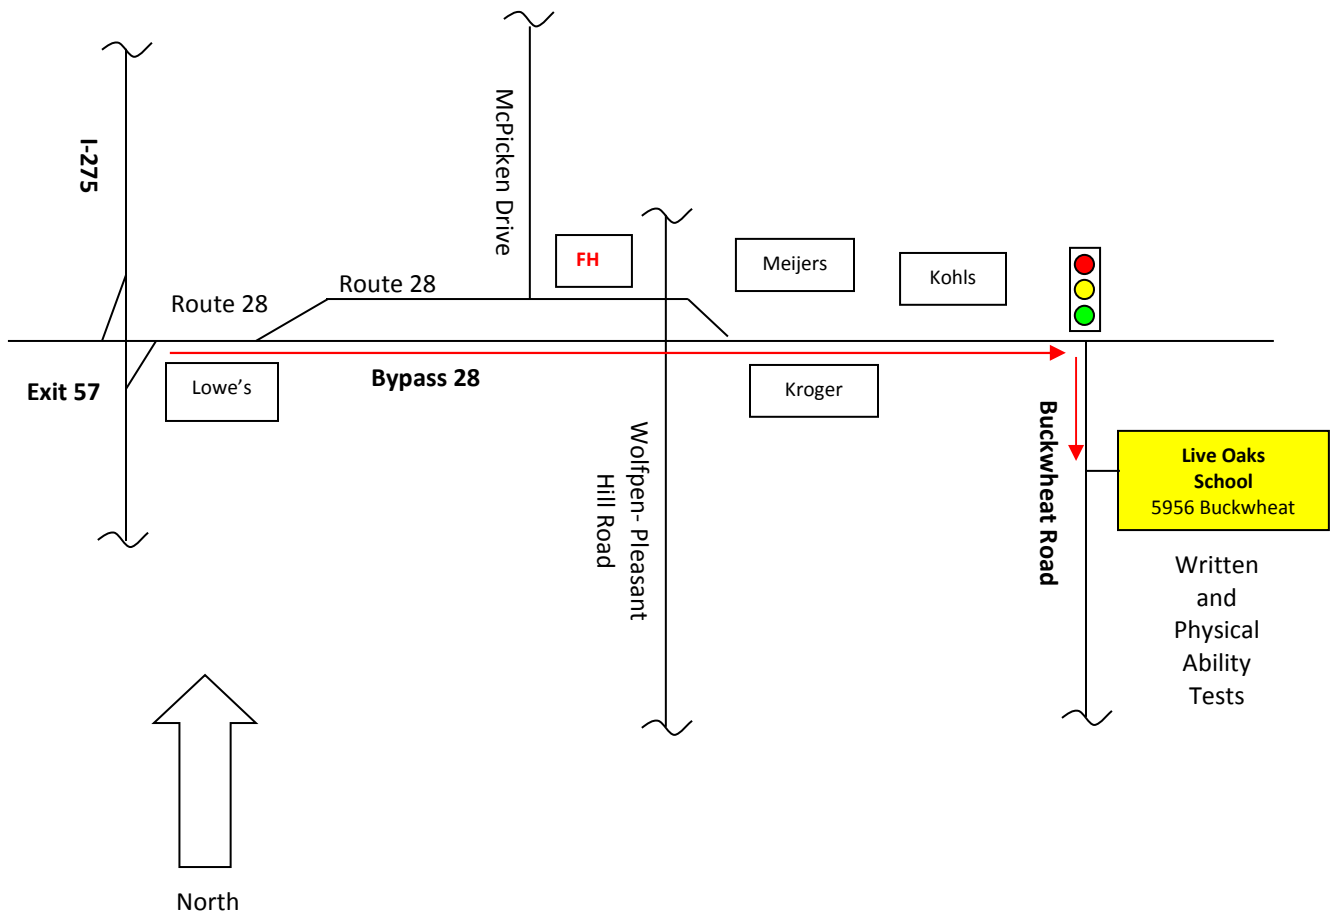 I-275
McPicken Drive
FH
Meijers
Kohls
Route 28
Route 28
Exit 57
Lowe's
Bypass 28
Kroger
Wolfpen- Pleasant
Hill Road
Buckwheat Road
Live Oaks
School
5956 Buckwheat
Written
and
Physical
Ability
Tests
North